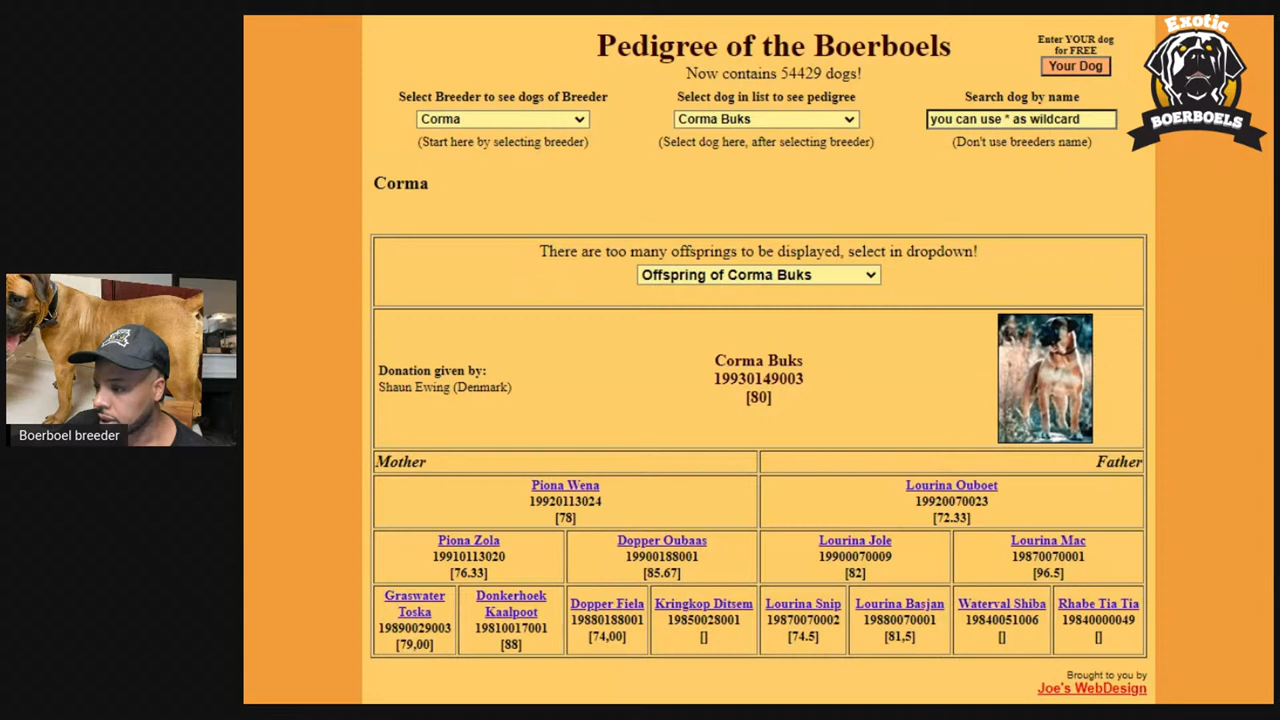 Pedigree of the Boerboels
Now contains 54429 dogs!
Enter YOUR dog
for FREE
Your Dog
Exotic
BOERBOELS
Select Breeder to see dogs of Breeder
Corma
(Start here by selecting breeder)
Select dog in list to see pedigree
Corma Buks
(Select dog here, after selecting breeder)
Search dog by name
you can use * as wildcard
(Don't use breeders name)
Corma
There are too many offsprings to be displayed, select in dropdown!
Offspring of Corma Buks
Donation given by:
Shaun Ewing (Denmark)
Corma Buks
19930149003
[80]
Boerboel breeder
Mother
Father
Piona Wena
19920113024
[78]
Lourina Ouboet
19920070023
[72.33]
Piona Zola
19910113020
[76.33]
Dopper Oubaas
19900188001
[85.67]
Lourina Jole
19900070009
[82]
Lourina Mac
19870070001
[96.5]
Graswater
Toska
19890029003
[79,00]
Donkerhoek
Kaalpoot
19810017001
[88]
Dopper Fiela
19880188001
[74,00]
Kringkop Ditsem
19850028001
[]
Lourina Snip
19870070002
[74.5]
Lourina Basjan
19880070001
[81,5]
Waterval Shiba
19840051006
[]
Rhabe Tia Tia
19840000049
[]
Brought to you by
Joe's WebDesign